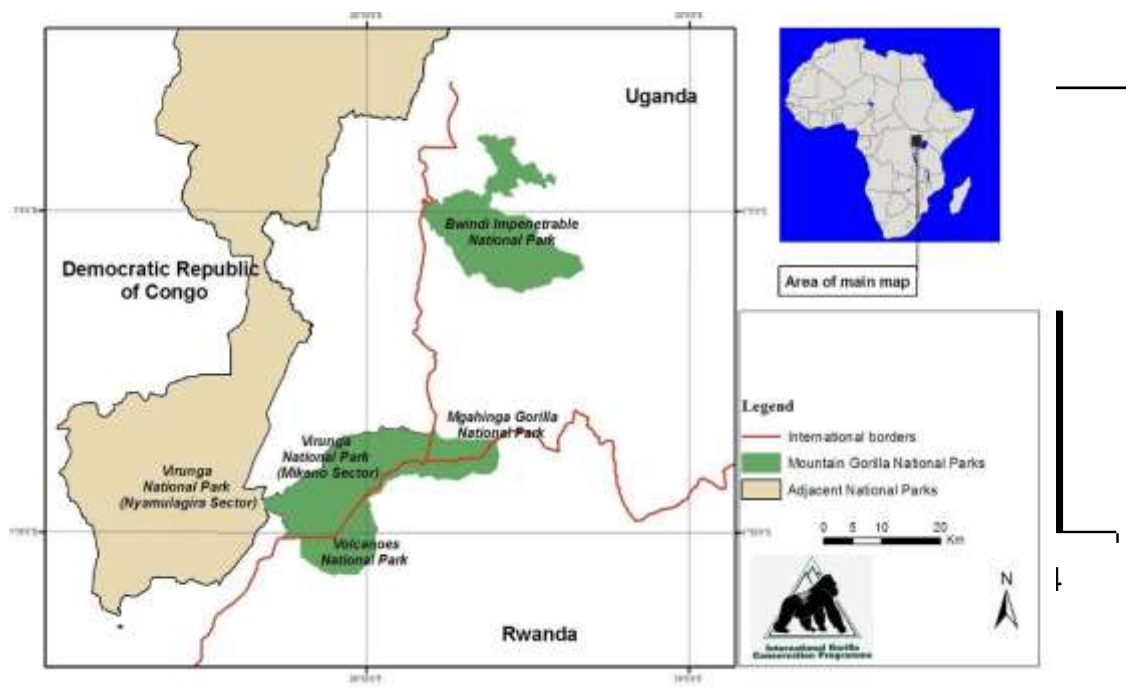 Uganda
Bwindi Impenetrable
National Park
Democratic Republic
of Congo
Area of main map
Mgahinga Gorilla
National Park
Virunga
National Park
(Mikeno Sector)
Virunga
National Park
(Nyamulagira Sector)
Volcanoes
National Park
Rwanda
Legend
International borders
Mountain Gorilla National Parks
Adjacent National Parks
0 5 10 20
Km
N
International Gorilla
Conservation Programme